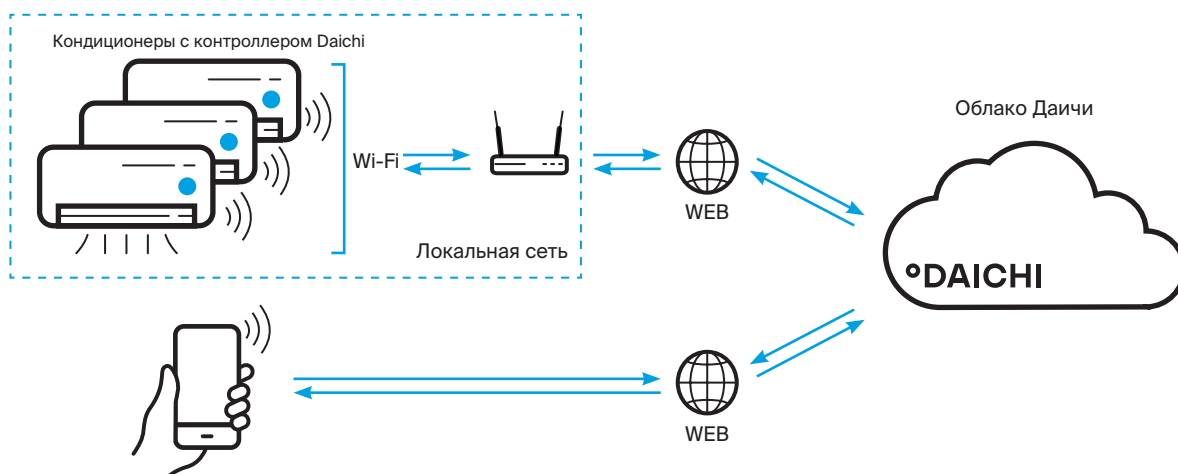 Кондиционеры с контроллером Daichi
Wi-Fi
Локальная сеть
WEB
Облако Даичи
°DAICHI
WEB